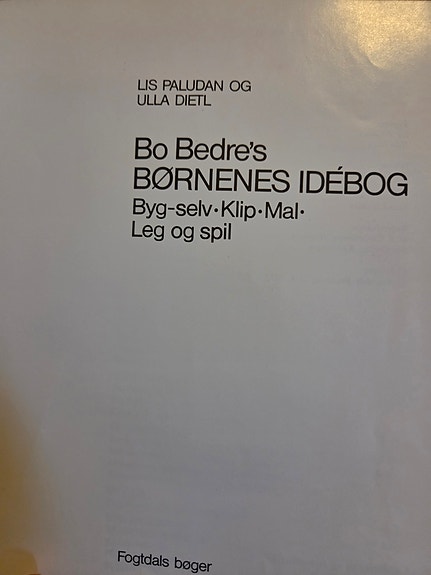 LIS PALUDAN OG
ULLA DIETL
Bo Bedre's
BØRNENES IDÉBOG
Byg-selv·Klip·Mal·
Leg og spil
Fogtdals bøger